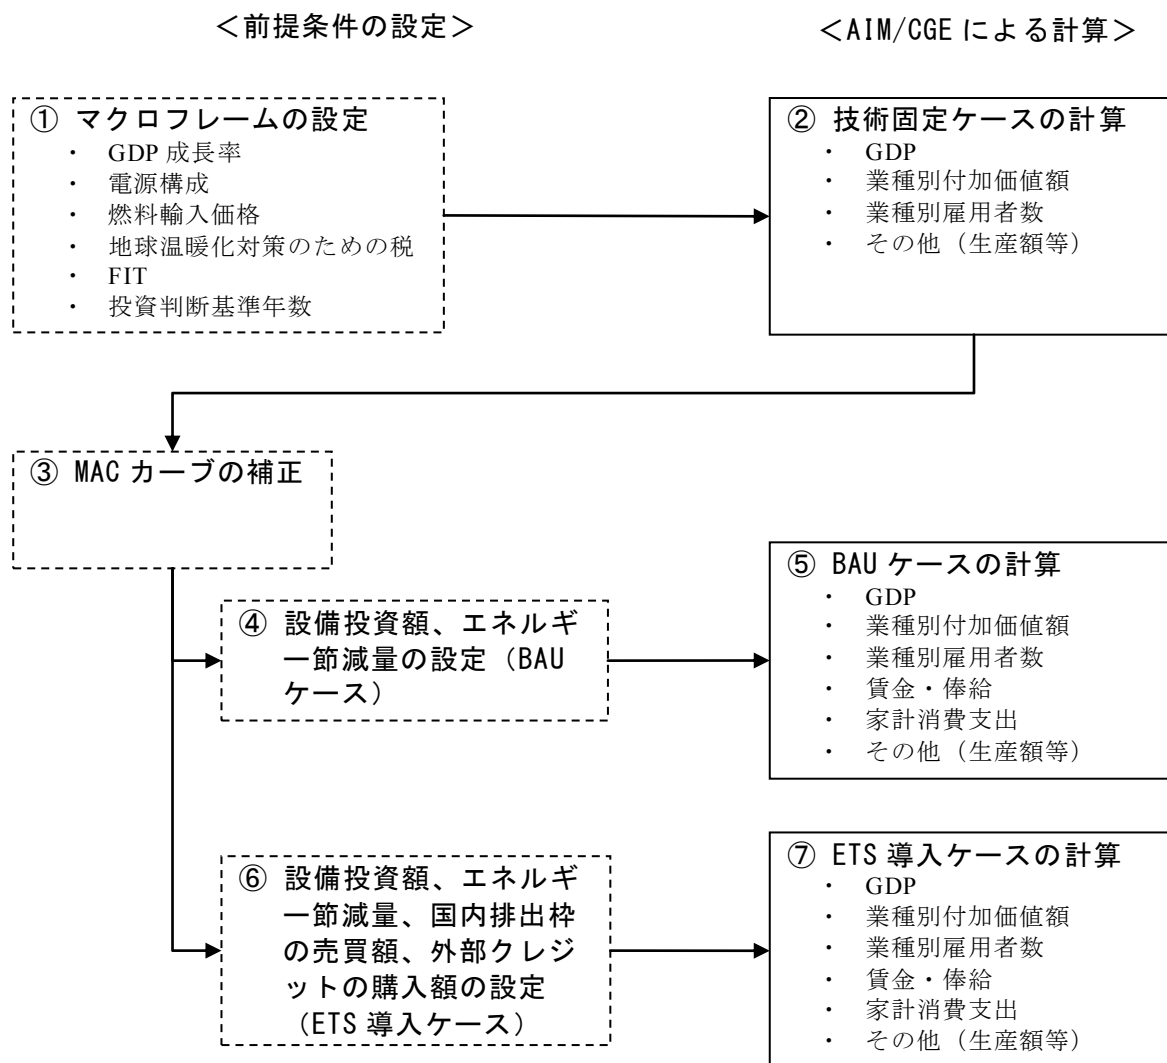 ＜前提条件の設定＞
＜AIM/CGE による計算＞
① マクロフレームの設定
・ GDP 成長率
・ 電源構成
・ 燃料輸入価格
・ 地球温暖化対策のための税
・ FIT
・ 投資判断基準年数
② 技術固定ケースの計算
・ GDP
・ 業種別付加価値額
・ 業種別雇用者数
・ その他（生産額等）
③ MAC カーブの補正
④ 設備投資額、エネルギ
ー節減量の設定（BAU
ケース）
⑤ BAU ケースの計算
・ GDP
・ 業種別付加価値額
・ 業種別雇用者数
・ 賃金・俸給
・ 家計消費支出
・ その他（生産額等）
⑥ 設備投資額、エネルギ
ー節減量、国内排出枠
の売買額、外部クレジ
ットの購入額の設定
（ETS 導入ケース）
⑦ ETS 導入ケースの計算
・ GDP
・ 業種別付加価値額
・ 業種別雇用者数
・ 賃金・俸給
・ 家計消費支出
・ その他（生産額等）